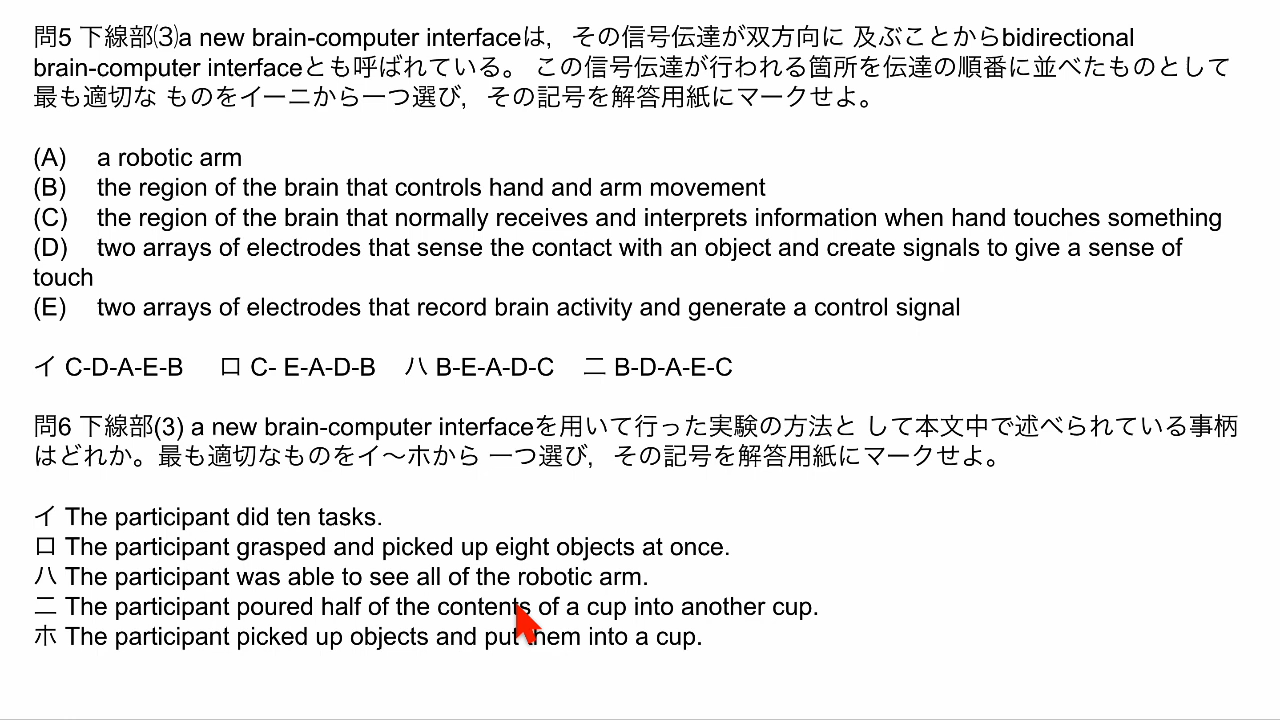 問5 下線部⑶a new brain-computer interfaceは，その信号伝達が双方向に 及ぶことからbidirectional
brain-computer interfaceとも呼ばれている。 この信号伝達が行われる箇所を伝達の順番に並べたものとして
最も適切な ものをイーニから一つ選び，その記号を解答用紙にマークせよ。
(A) a robotic arm
(B) the region of the brain that controls hand and arm movement
(C) the region of the brain that normally receives and interprets information when hand touches something
(D) two arrays of electrodes that sense the contact with an object and create signals to give a sense of
touch
(E) two arrays of electrodes that record brain activity and generate a control signal
イ C-D-A-E-B ロ C- E-A-D-B ハ B-E-A-D-C ニ B-D-A-E-C
問6 下線部(3) a new brain-computer interfaceを用いて行った実験の方法と して本文中で述べられている事柄
はどれか。最も適切なものをイ〜ホから 一つ選び，その記号を解答用紙にマークせよ。
イ The participant did ten tasks.
ロ The participant grasped and picked up eight objects at once.
ハ The participant was able to see all of the robotic arm.
ニ The participant poured half of the contents of a cup into another cup.
ホ The participant picked up objects and put them into a cup.